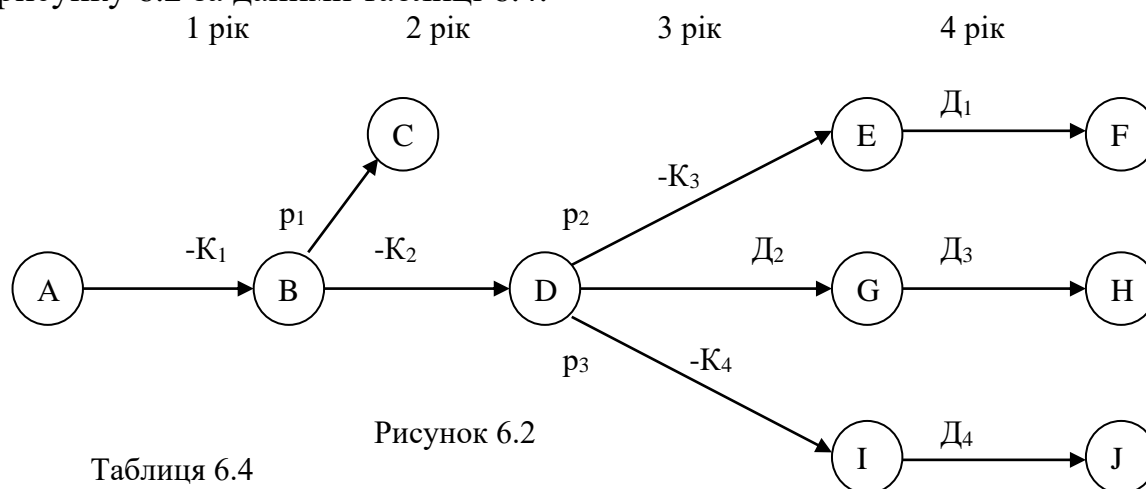 рисунку 6.2 та даними таблиці 6.4.
1 рік 2 рік 3 рік 4 рік
C E Д1 F
-К3
p1 p2
-К1 -К2 Д2 Д3
A B D G H
p3 -К4
Рисунок 6.2 Д4
I J
Таблиця 6.4